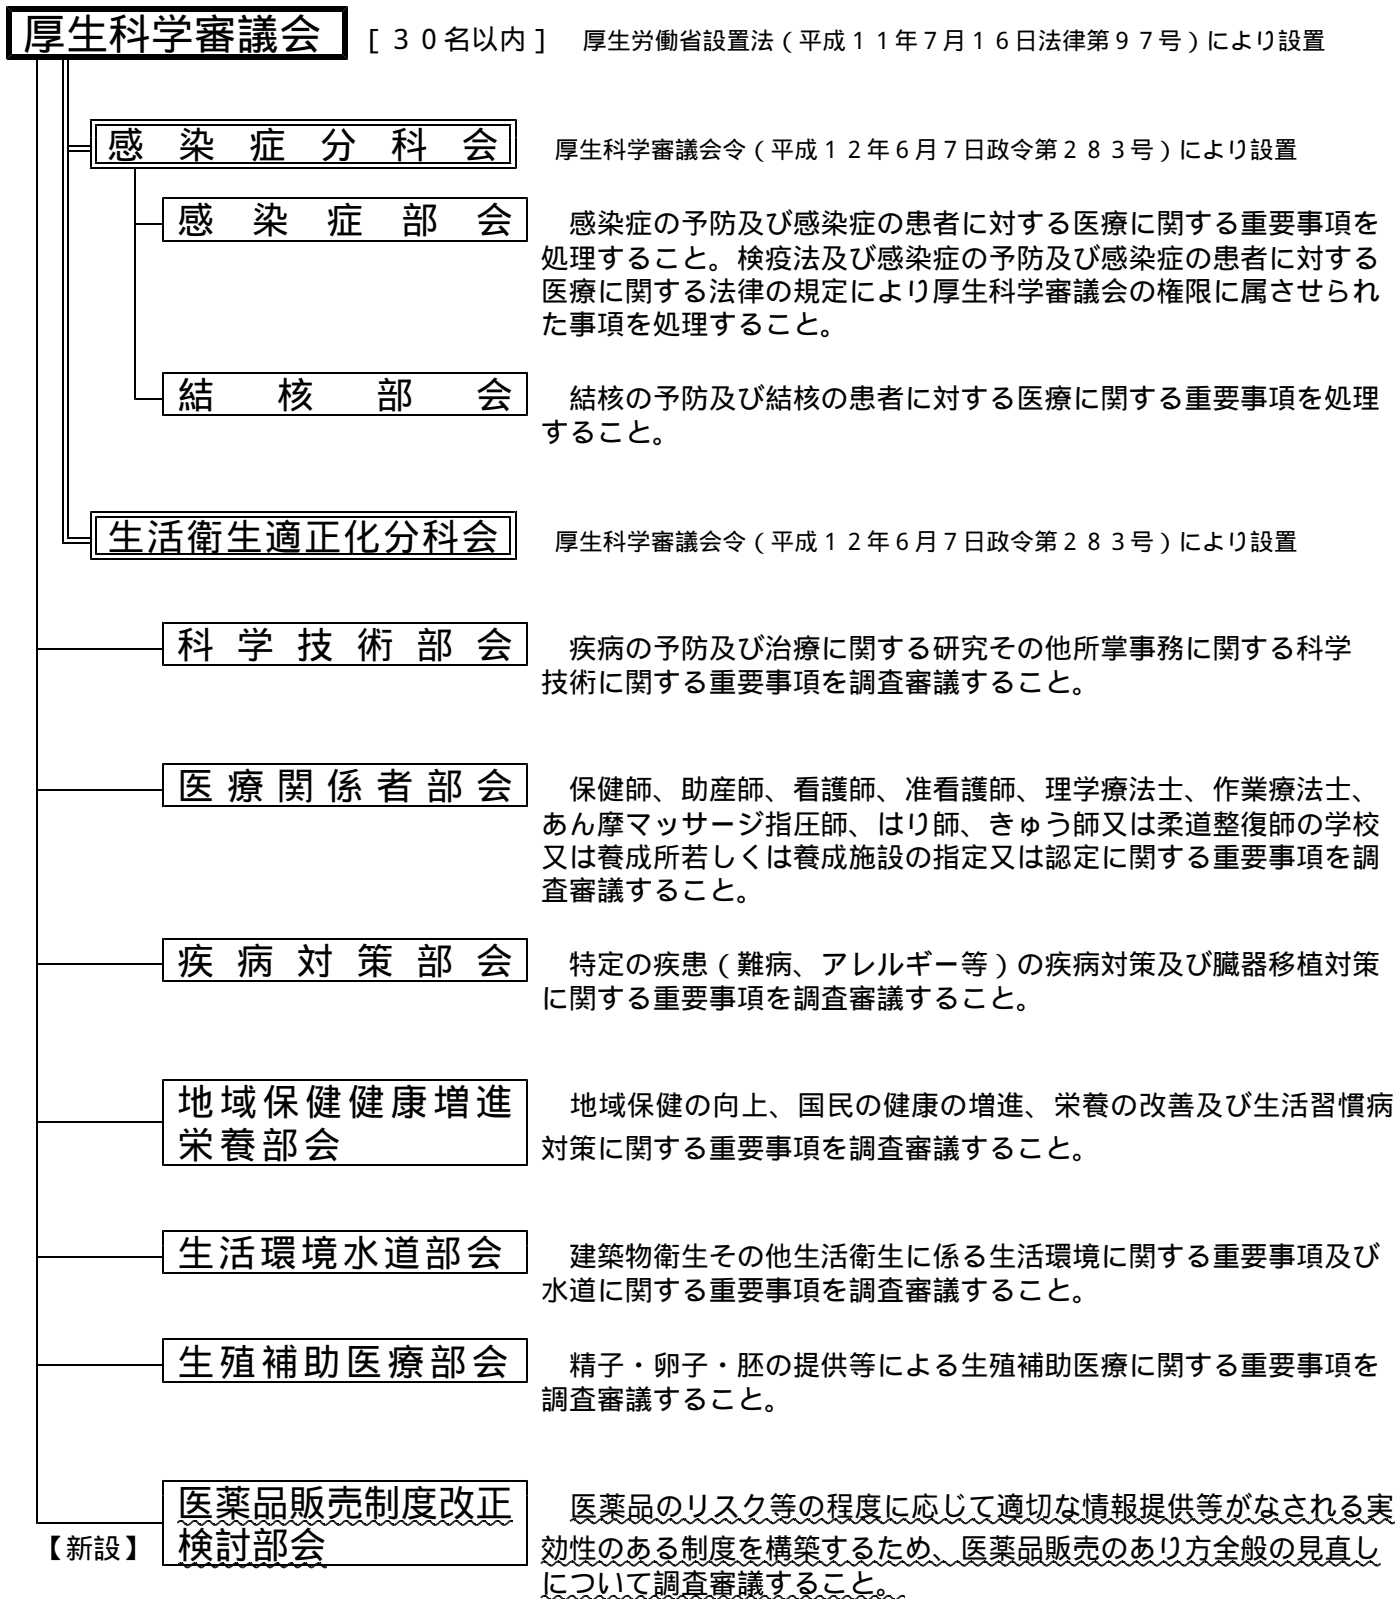 厚生科学審議会 [30名以内] 厚生労働省設置法(平成11年7月16日法律第97号)により設置
感染症分科会 厚生科学審議会令(平成12年6月7日政令第283号)により設置
感染症部会 感染症の予防及び感染症の患者に対する医療に関する重要事項を
処理すること。検疫法及び感染症の予防及び感染症の患者に対する
医療に関する法律の規定により厚生科学審議会の権限に属させられ
た事項を処理すること。
結核部会 結核の予防及び結核の患者に対する医療に関する重要事項を処理
すること。
生活衛生適正化分科会 厚生科学審議会令(平成12年6月7日政令第283号)により設置
科学技術部会 疾病の予防及び治療に関する研究その他所掌事務に関する科学
技術に関する重要事項を調査審議すること。
医療関係者部会 保健師、助産師、看護師、准看護師、理学療法士、作業療法士、
あん摩マッサージ指圧師、はり師、きゅう師又は柔道整復師の学校
又は養成所若しくは養成施設の指定又は認定に関する重要事項を調
査審議すること。
疾病対策部会 特定の疾患(難病、アレルギー等)の疾病対策及び臓器移植対策
に関する重要事項を調査審議すること。
地域保健健康増進 地域保健の向上、国民の健康の増進、栄養の改善及び生活習慣病
栄養部会 対策に関する重要事項を調査審議すること。
生活環境水道部会 建築物衛生その他生活衛生に係る生活環境に関する重要事項及び
水道に関する重要事項を調査審議すること。
生殖補助医療部会 精子・卵子・胚の提供等による生殖補助医療に関する重要事項を
調査審議すること。
医薬品販売制度改正 医薬品のリスク等の程度に応じて適切な情報提供等がなされる実
【新設】 検討部会 効性のある制度を構築するため、医薬品販売のあり方全般の見直し
について調査審議すること。